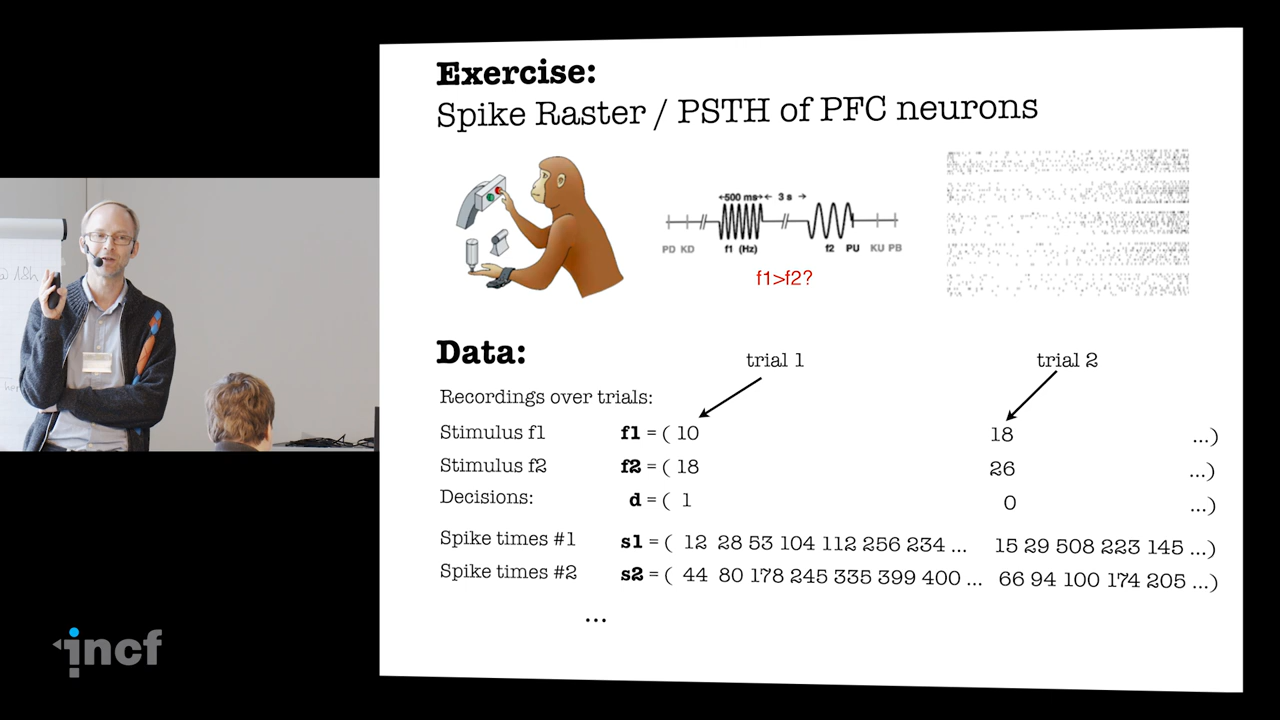 Exercise:
Spike Raster / PSTH of PFC neurons
500 ms 3 s
PD KD f1 (Hz) f2 PU KU PB
f1>f2?
Data:
trial 1 trial 2
Recordings over trials:
Stimulus f1 f1 = ( 10 18 ...)
Stimulus f2 f2 = ( 18 26 ...)
Decisions: d = ( 1 0 ...)
Spike times #1 s1 = ( 12 28 53 104 112 256 234 ... 15 29 508 223 145 ...)
Spike times #2 s2 = ( 44 80 178 245 335 399 400 ... 66 94 100 174 205 ...)
...
incf